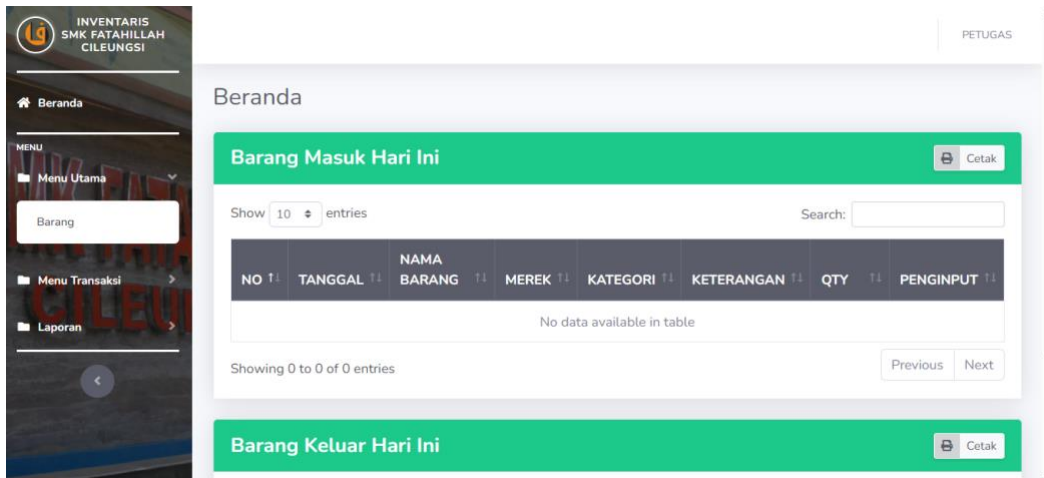 INVENTARIS
SMK FATAHILLAH
CILEUNGSI
PETUGAS
Beranda
MENU
Menu Utama
Barang
Menu Transaksi
Laporan
Beranda
Barang Masuk Hari Ini
Cetak
Show 10 entries
Search:
NO TANGGAL NAMA BARANG MEREK KATEGORI KETERANGAN QTY PENGINPUT
No data available in table
Showing 0 to 0 of 0 entries
Previous Next
Barang Keluar Hari Ini
Cetak